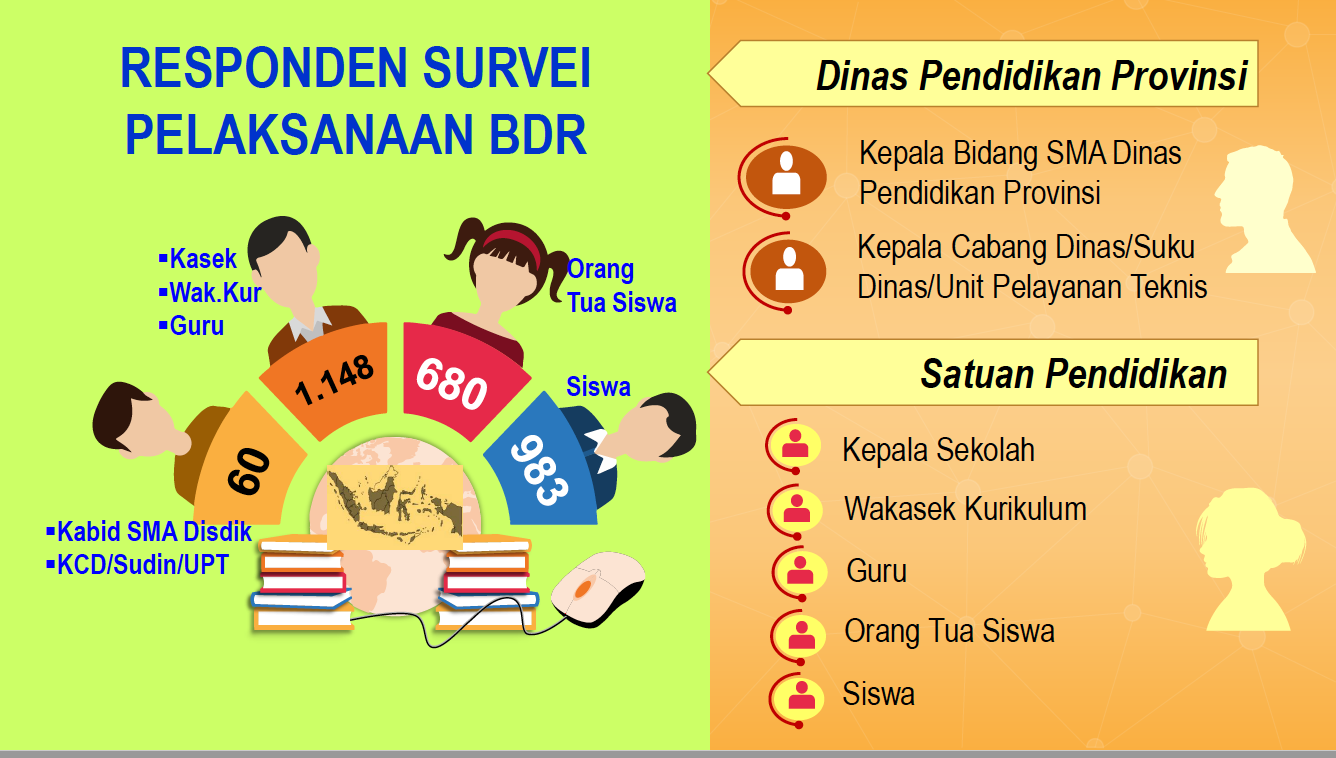 RESPONDEN SURVEI
PELAKSANAAN BDR
▪Kasek
▪Wak.Kur
▪Guru
Orang
Tua Siswa
Siswa
1.148
680
60
983
▪Kabid SMA Disdik
▪KCD/Sudin/UPT
Dinas Pendidikan Provinsi
Kepala Bidang SMA Dinas
Pendidikan Provinsi
Kepala Cabang Dinas/Suku
Dinas/Unit Pelayanan Teknis
Satuan Pendidikan
Kepala Sekolah
Wakasek Kurikulum
Guru
Orang Tua Siswa
Siswa